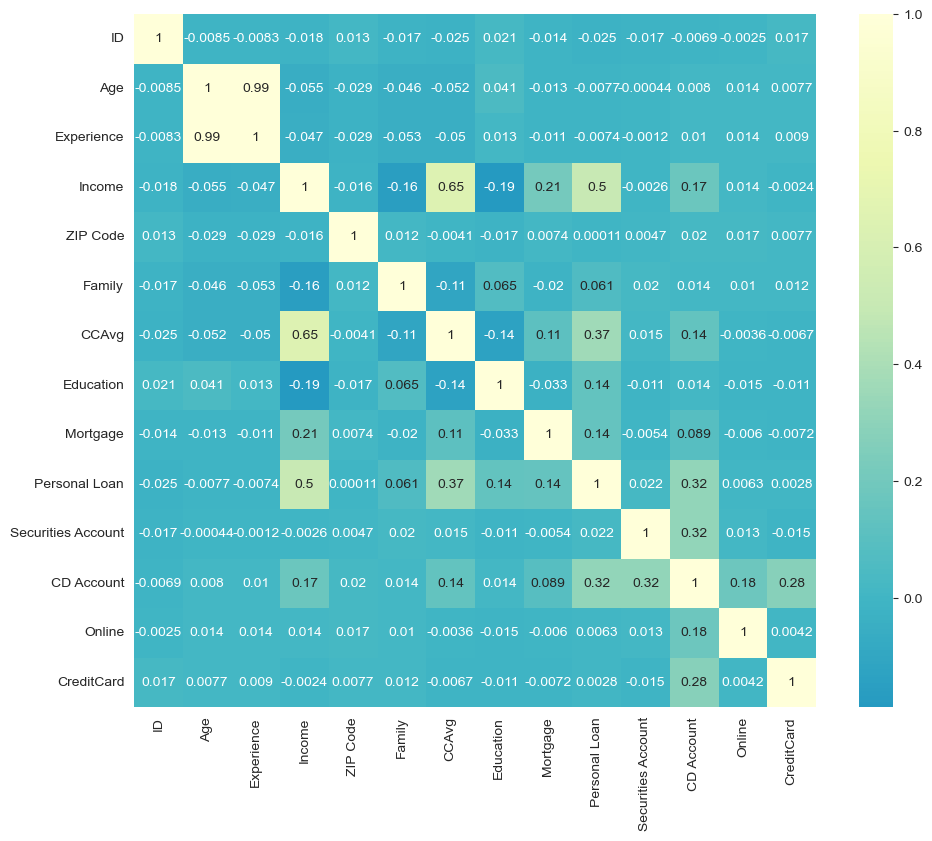 ID 1 -0.0085 -0.0083 -0.018 0.013 -0.017 -0.025 0.021 -0.014 -0.025 -0.017 -0.0069 -0.0025 0.017 1.0
Age -0.0085 1 0.99 -0.055 -0.029 -0.046 -0.052 0.041 -0.013 -0.0077 -0.00044 0.008 0.014 0.0077
0.8
Experience -0.0083 0.99 1 -0.047 -0.029 -0.053 -0.05 0.013 -0.011 -0.0074 -0.0012 0.01 0.014 0.009
Income -0.018 -0.055 -0.047 1 -0.016 -0.16 0.65 -0.19 0.21 0.5 -0.0026 0.17 0.014 -0.0024
ZIP Code 0.013 -0.029 -0.029 -0.016 1 0.012 -0.0041 -0.017 0.0074 0.00011 0.0047 0.02 0.017 0.0077
0.6
Family -0.017 -0.046 -0.053 -0.16 0.012 1 -0.11 0.065 -0.02 0.061 0.02 0.014 0.01 0.012
CCAvg -0.025 -0.052 -0.05 0.65 -0.0041 -0.11 1 -0.14 0.11 0.37 0.015 0.14 -0.0036 -0.0067
0.4
Education 0.021 0.041 0.013 -0.19 -0.017 0.065 -0.14 1 -0.033 0.14 -0.011 0.014 -0.015 -0.011
Mortgage -0.014 -0.013 -0.011 0.21 0.0074 -0.02 0.11 -0.033 1 0.14 -0.0054 0.089 -0.006 -0.0072
Personal Loan -0.025 -0.0077 -0.0074 0.5 0.00011 0.061 0.37 0.14 0.14 1 0.022 0.32 0.0063 0.0028
0.2
Securities Account -0.017 -0.00044 -0.0012 -0.0026 0.0047 0.02 0.015 -0.011 -0.0054 0.022 1 0.32 0.013 -0.015
CD Account -0.0069 0.008 0.01 0.17 0.02 0.014 0.14 0.014 0.089 0.32 0.32 1 0.18 0.28
0.0
Online -0.0025 0.014 0.014 0.014 0.017 0.01 -0.0036 -0.015 -0.006 0.0063 0.013 0.18 1 0.0042
CreditCard 0.017 0.0077 0.009 -0.0024 0.0077 0.012 -0.0067 -0.011 -0.0072 0.0028 -0.015 0.28 0.0042 1
ID
Age
Experience
Income
ZIP Code
Family
CCAvg
Education
Mortgage
Personal Loan
Securities Account
CD Account
Online
CreditCard